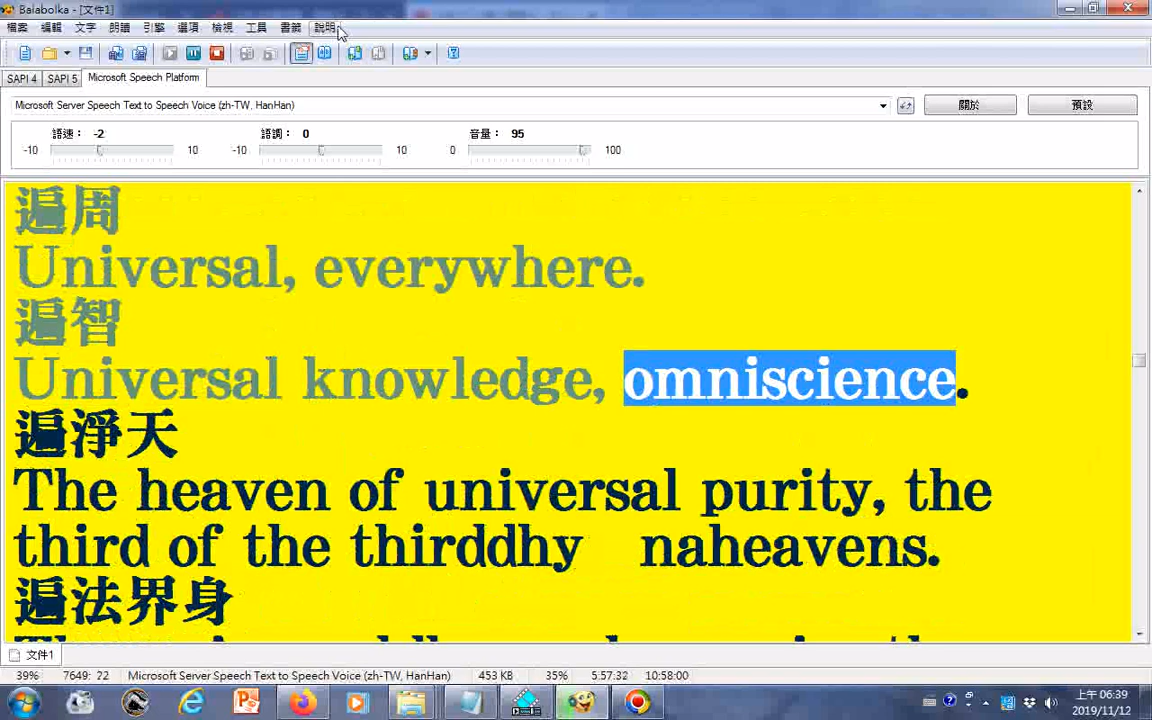 Balabolka - [文件1]
檔案 編輯 文字 朗讀 引擎 選項 檢視 工具 書籤 說明
SAPI 4 SAPI 5 Microsoft Speech Platform
Microsoft Server Speech Text to Speech Voice (zh-TW, HanHan) 關於 預設
語速： -2 語調： 0 音量： 95
-10 10 -10 10 0 100
遍周
Universal, everywhere.
遍智
Universal knowledge, omniscience.
遍淨天
The heaven of universal purity, the
third of the thirddhy naheavens.
遍法界身
文件1
39% 7649: 22 Microsoft Server Speech Text to Speech Voice (zh-TW, HanHan) 453 KB 35% 5:57:32 10:58:00
上午 06:39
2019/11/12